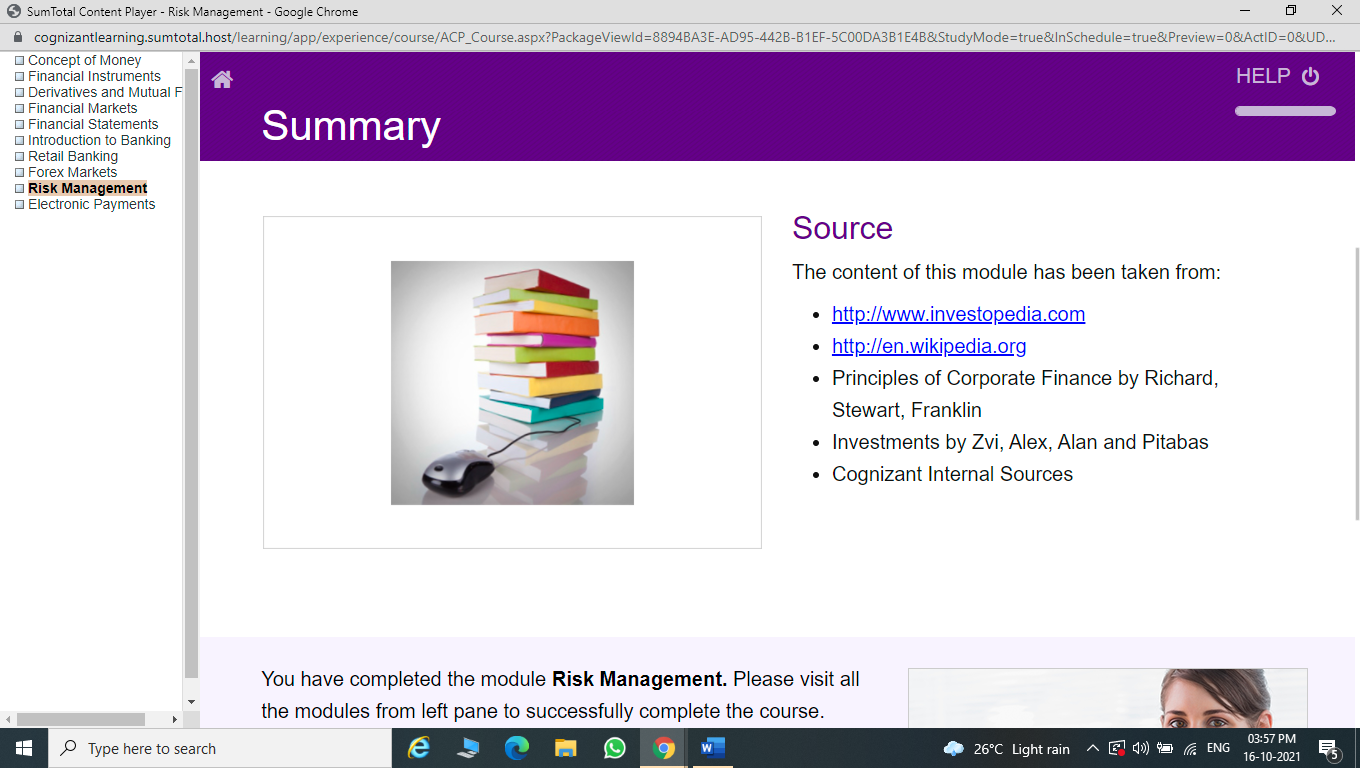 SumTotal Content Player - Risk Management - Google Chrome
cognizantlearning.sumtotal.host/learning/app/experience/course/ACP_Course.aspx?PackageViewId=8894BA3E-AD95-442B-B1EF-5C00DA3B1E4B&StudyMode=true&InSchedule=true&Preview=0&ActID=0&UD...
Concept of Money
Financial Instruments
Derivatives and Mutual F
Financial Markets
Financial Statements
Introduction to Banking
Retail Banking
Forex Markets
Risk Management
Electronic Payments
HELP
Summary
Source
The content of this module has been taken from:
• http://www.investopedia.com
• http://en.wikipedia.org
• Principles of Corporate Finance by Richard,
Stewart, Franklin
• Investments by Zvi, Alex, Alan and Pitabas
• Cognizant Internal Sources
You have completed the module Risk Management. Please visit all
the modules from left pane to successfully complete the course.
Type here to search
26°C Light rain
ENG
03:57 PM
16-10-2021
5